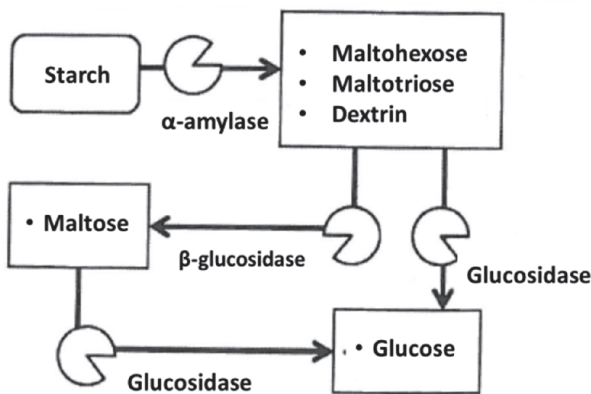 Starch
α-amylase
• Maltohexose
• Maltotriose
• Dextrin
• Maltose
β-glucosidase
Glucosidase
• Glucose
Glucosidase